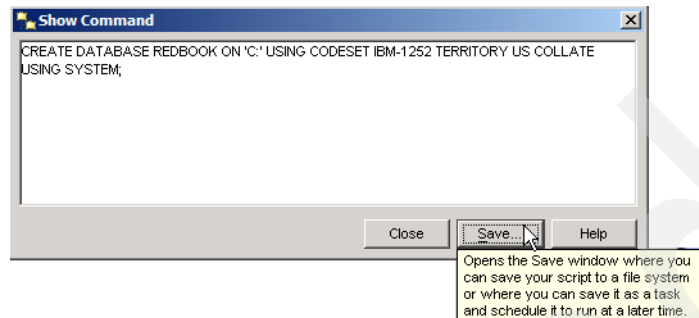 Show Command
CREATE DATABASE REDBOOK ON 'C:' USING CODESET IBM-1252 TERRITORY US COLLATE
USING SYSTEM;
Close
Save...
Help
Opens the Save window where you
can save your script to a file system
or where you can save it as a task
and schedule it to run at a later time.